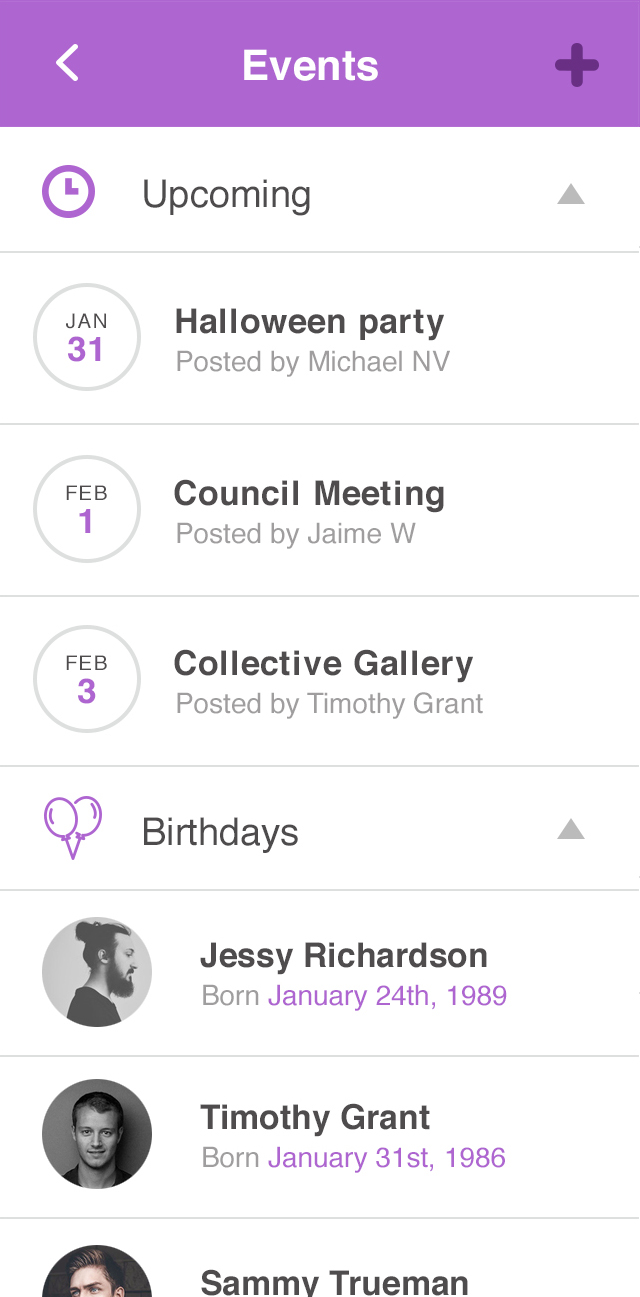 Events
Upcoming
JAN
31
Halloween party
Posted by Michael NV
FEB
1
Council Meeting
Posted by Jaime W
FEB
3
Collective Gallery
Posted by Timothy Grant
Birthdays
Jessy Richardson
Born January 24th, 1989
Timothy Grant
Born January 31st, 1986
Sammy Trueman